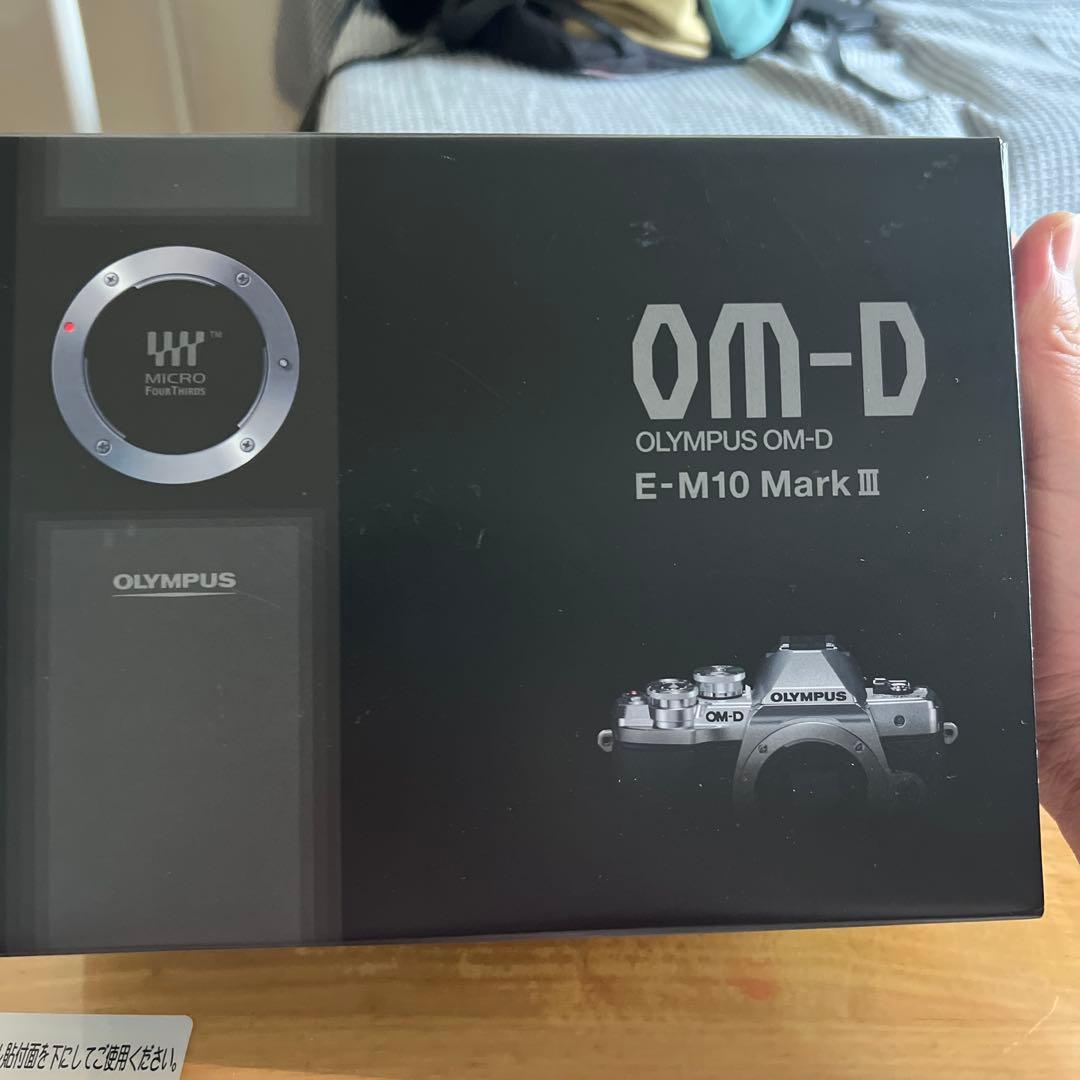 TM
MICRO
FOURTHIRDS
OLYMPUS
OM-D
OLYMPUS OM-D
E-M10 Mark III
OLYMPUS
OM-D
貼付面を下にしてご使用ください。